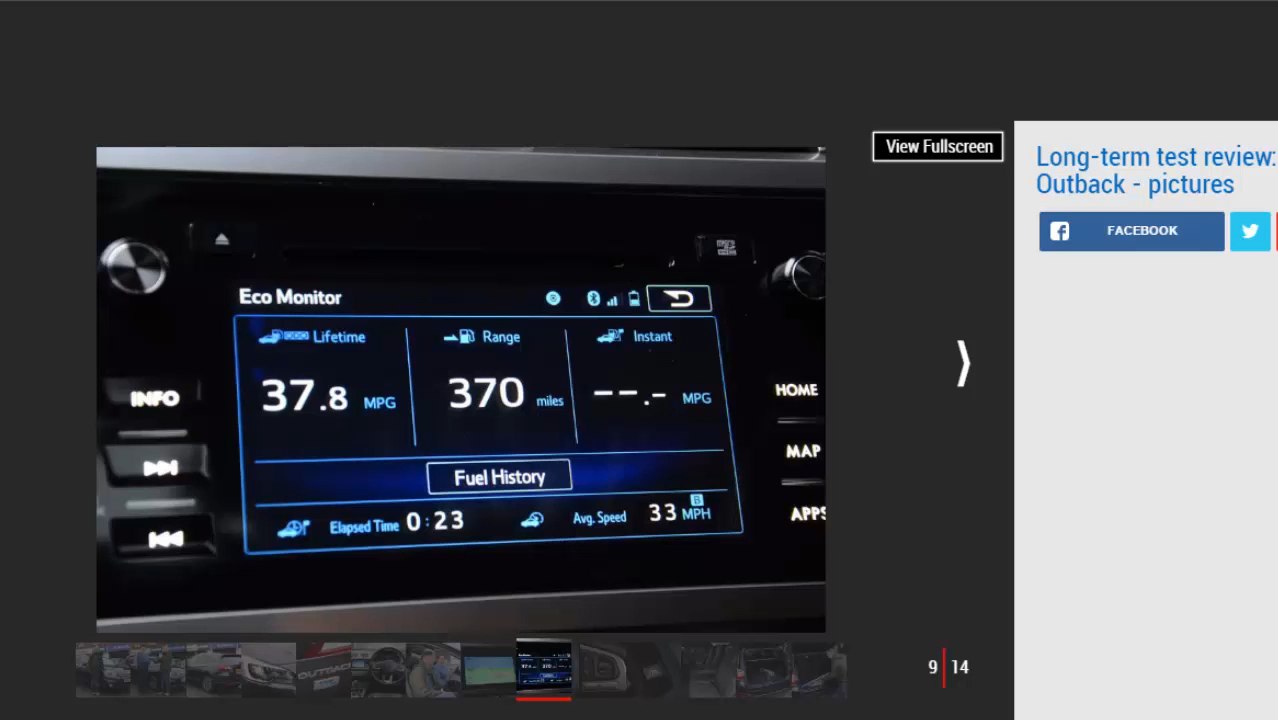 View Fullscreen
Long-term test review:
Outback - pictures
FACEBOOK
Eco Monitor
Lifetime
Range
Instant
37.8 MPG
370 miles
--.- MPG
INFO
HOME
MAP
Fuel History
Elapsed Time 0:23
Avg. Speed 33 MPH
B
APPS
OUTBAC
9 14